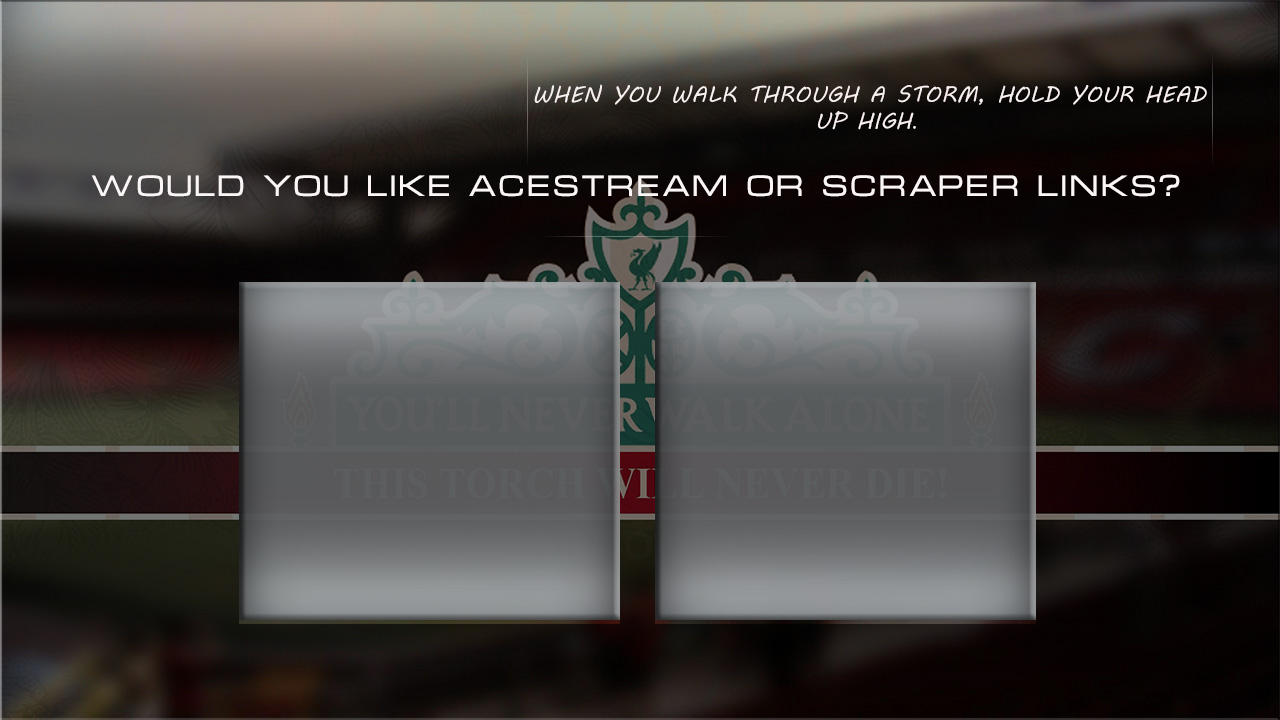 WHEN YOU WALK THROUGH A STORM, HOLD YOUR HEAD
UP HIGH.
WOULD YOU LIKE ACESTREAM OR SCRAPER LINKS?
YOU'LL NEVER WALK ALONE
THIS TORCH WILL NEVER DIE!